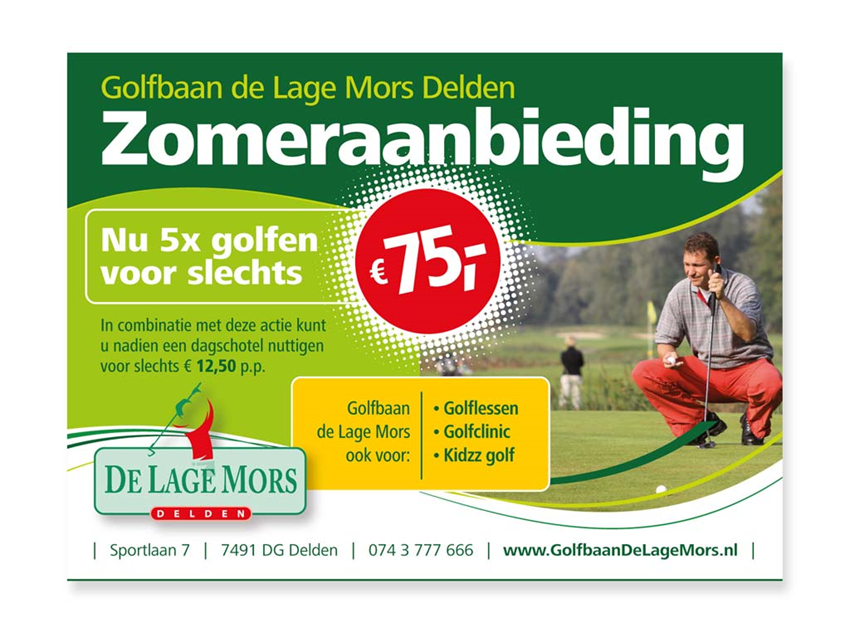 Golfbaan de Lage Mors Delden
Zomeraanbieding
Nu 5x golfen
voor slechts
€ 75,-
In combinatie met deze actie kunt
u nadien een dagschotel nuttigen
voor slechts € 12,50 p.p.
Golfbaan
de Lage Mors
ook voor:
• Golflessen
• Golfclinic
• Kidzz golf
DE LAGE MORS
DELDEN
| Sportlaan 7 | 7491 DG Delden | 074 3 777 666 | www.GolfbaanDeLageMors.nl |